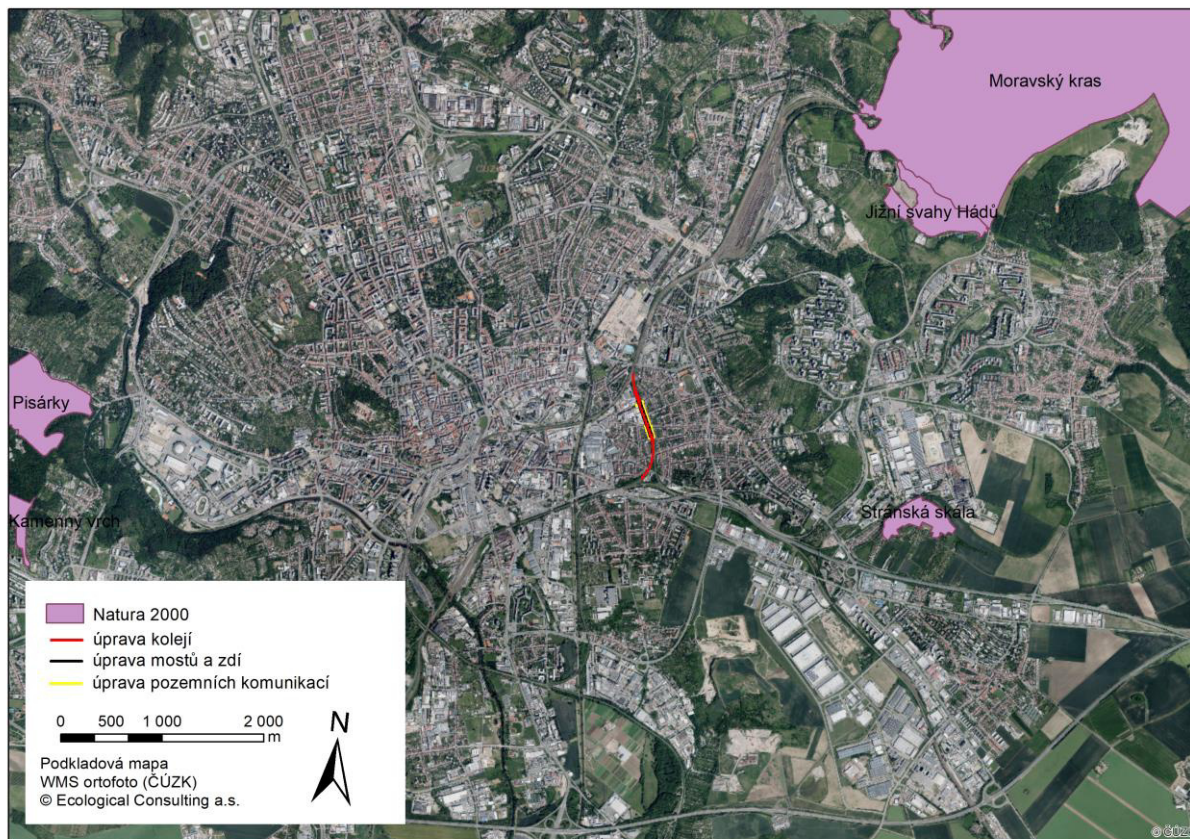 Moravský kras
Jižní svahy Hádů
Pisárky
Kamenný vrch
Stránská skála
Natura 2000
úprava kolejí
úprava mostů a zdí
úprava pozemních komunikací
0 500 1 000 2 000
m
N
Podkladová mapa
WMS ortofoto (ČÚZK)
© Ecological Consulting a.s.